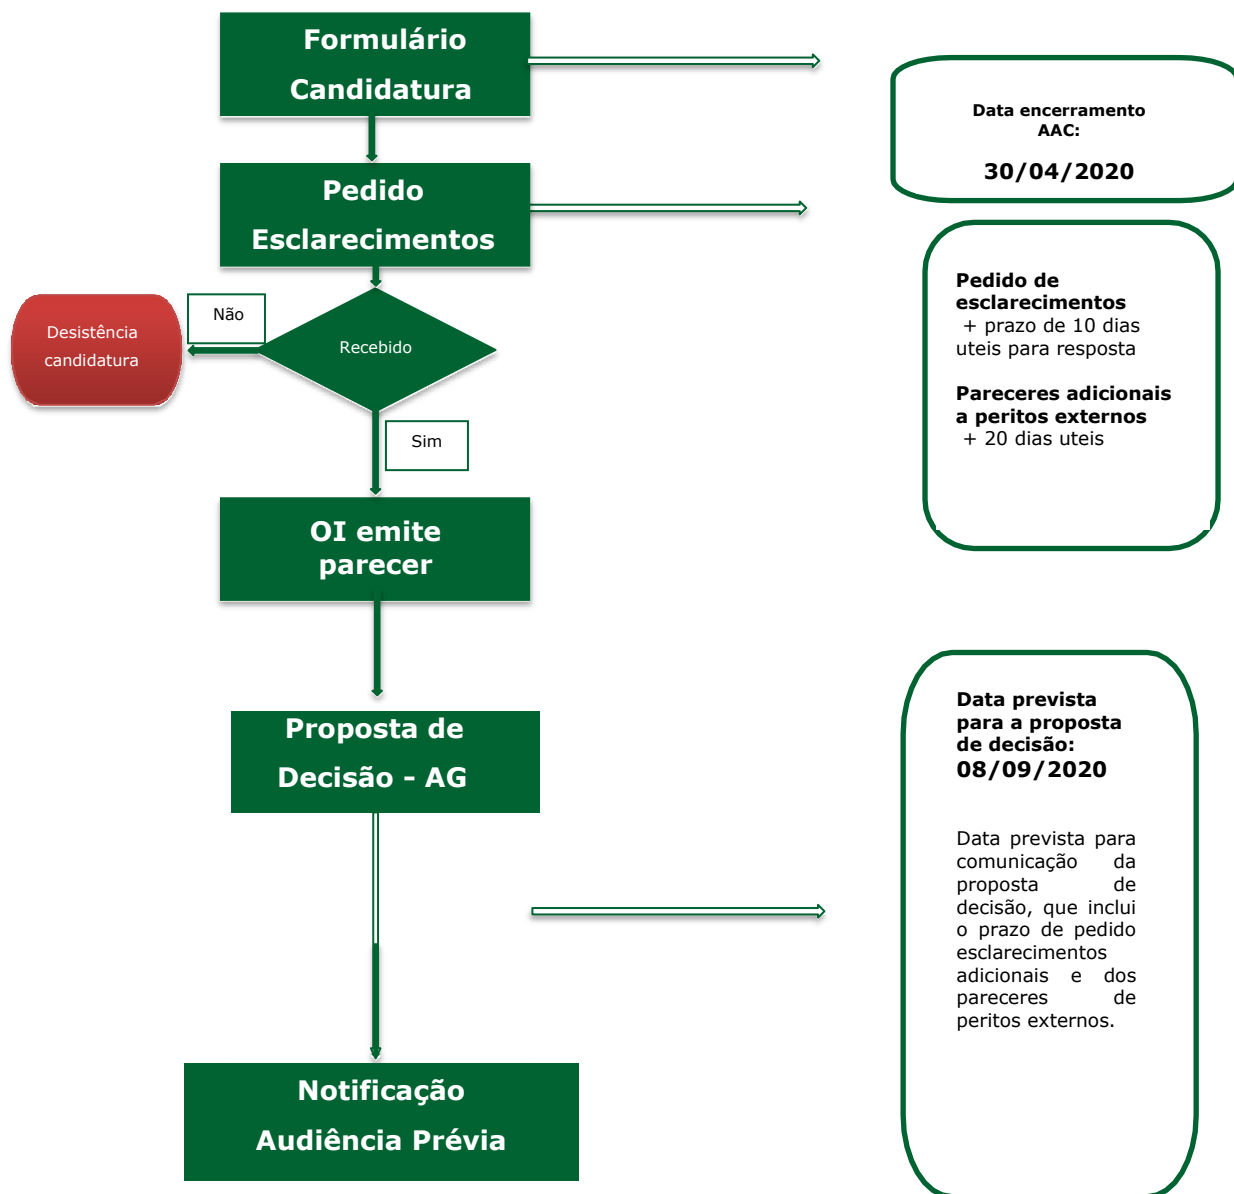 Formulário
Candidatura
Data encerramento
AAC:
30/04/2020
Pedido
Esclarecimentos
Pedido de
esclarecimentos
+ prazo de 10 dias
uteis para resposta
Pareceres adicionais
a peritos externos
+ 20 dias uteis
Não
Desistência
candidatura
Recebido
Sim
OI emite
parecer
Proposta de
Decisão - AG
Data prevista
para a proposta
de decisão:
08/09/2020
Data prevista para
comunicação da
proposta de
decisão, que inclui
o prazo de pedido
esclarecimentos
adicionais e dos
pareceres de
peritos externos.
Notificação
Audiência Prévia